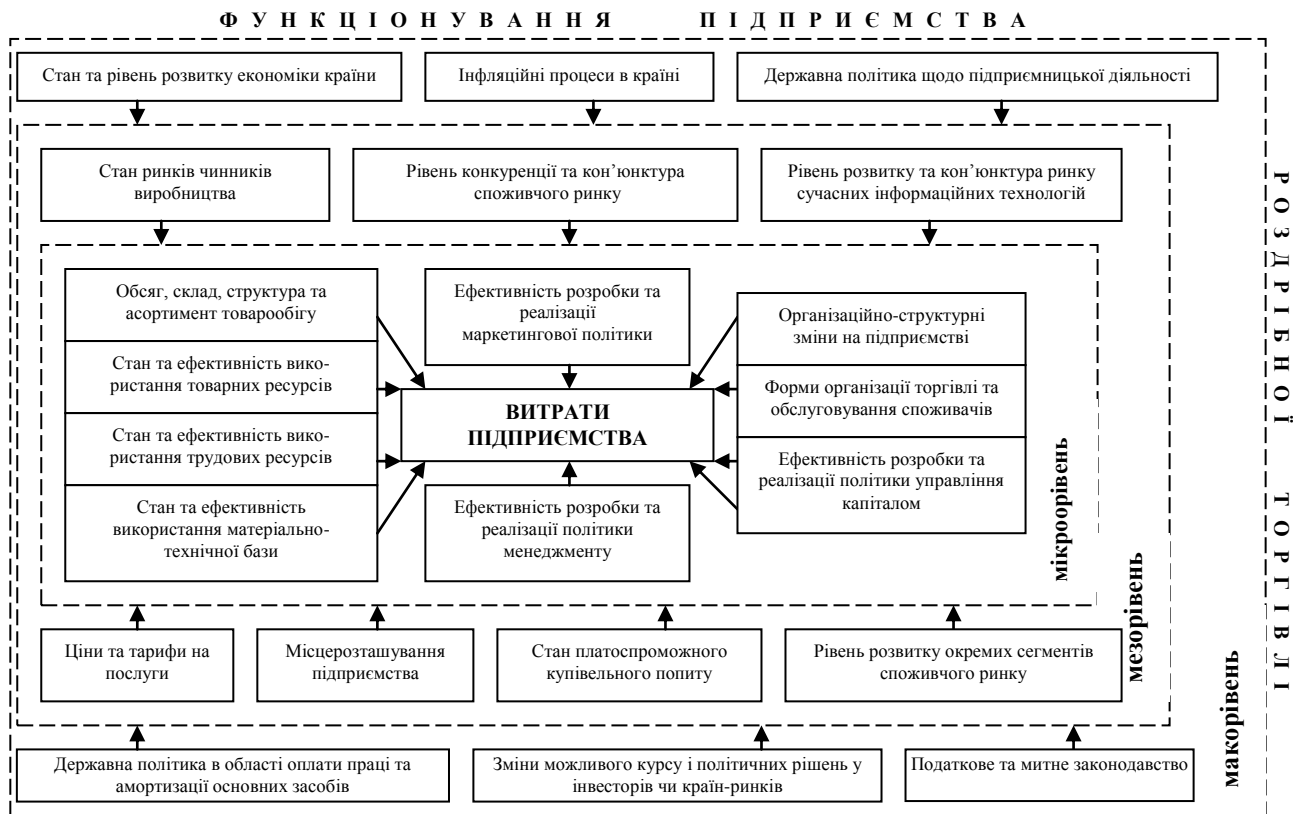 ФУНКЦІОНУВАННЯ ПІДПРИЄМСТВА
Стан та рівень розвитку економіки країни
Інфляційні процеси в країні
Державна політика щодо підприємницької діяльності
Стан ринків чинників
виробництва
Рівень конкуренції та кон’юнктура
споживчого ринку
Рівень розвитку та кон’юнктура ринку
сучасних інформаційних технологій
Обсяг, склад, структура та
асортимент товарообігу
Стан та ефективність вико-
ристання товарних ресурсів
Стан та ефективність вико-
ристання трудових ресурсів
Стан та ефективність
використання матеріально-
технічної бази
Ефективність розробки та
реалізації
маркетингової політики
ВИТРАТИ
ПІДПРИЄМСТВА
Ефективність розробки та
реалізації політики
менеджменту
Організаційно-структурні
зміни на підприємстві
Форми організації торгівлі та
обслуговування споживачів
Ефективність розробки та
реалізації політики управління
капіталом
мікроорівень
Ціни та тарифи на
послуги
Місцерозташування
підприємства
Стан платоспроможного
купівельного попиту
Рівень розвитку окремих сегментів
споживчого ринку
мезорівень
Державна політика в області оплати праці та
амортизації основних засобів
Зміни можливого курсу і політичних рішень у
інвесторів чи країн-ринків
Податкове та митне законодавство
макорівень
РОЗДРІБНОЇ ТОРГІВЛІ